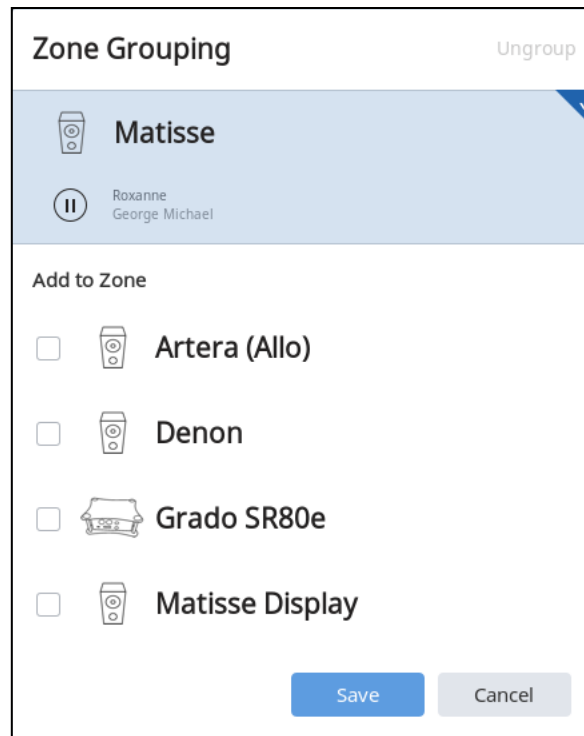 Zone Grouping
Ungroup
Matisse
Roxanne
George Michael
Add to Zone
Artera (Allo)
Denon
Grado SR80e
Matisse Display
Save
Cancel